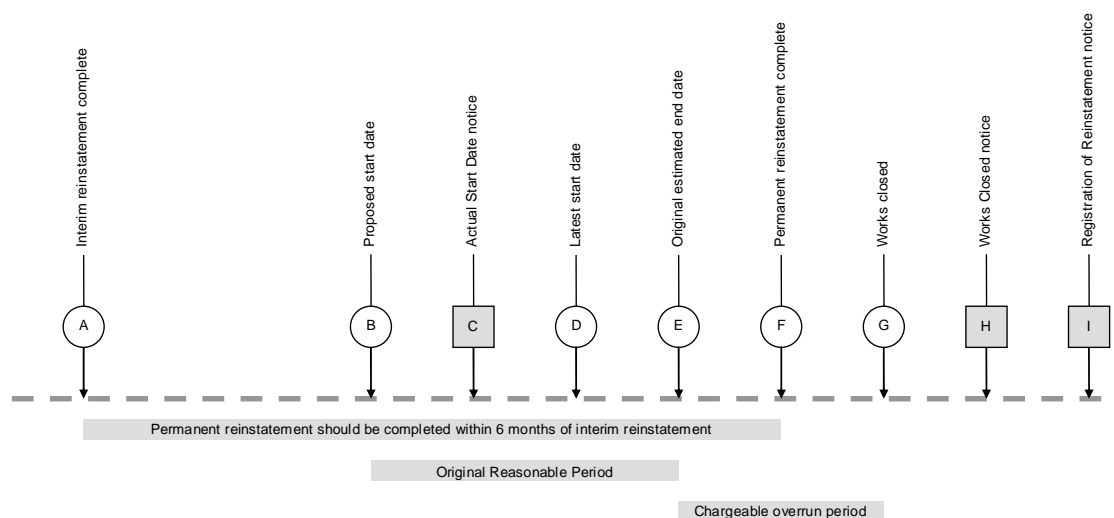 Interim reinstatement complete
Proposed start date
Actual Start Date notice
Latest start date
Original estimated end date
Permanent reinstatement complete
Works closed
Works Closed notice
Registration of Reinstatement notice
A
B
C
D
E
F
G
H
I
Permanent reinstatement should be completed within 6 months of interim reinstatement
Original Reasonable Period
Chargeable overrun period